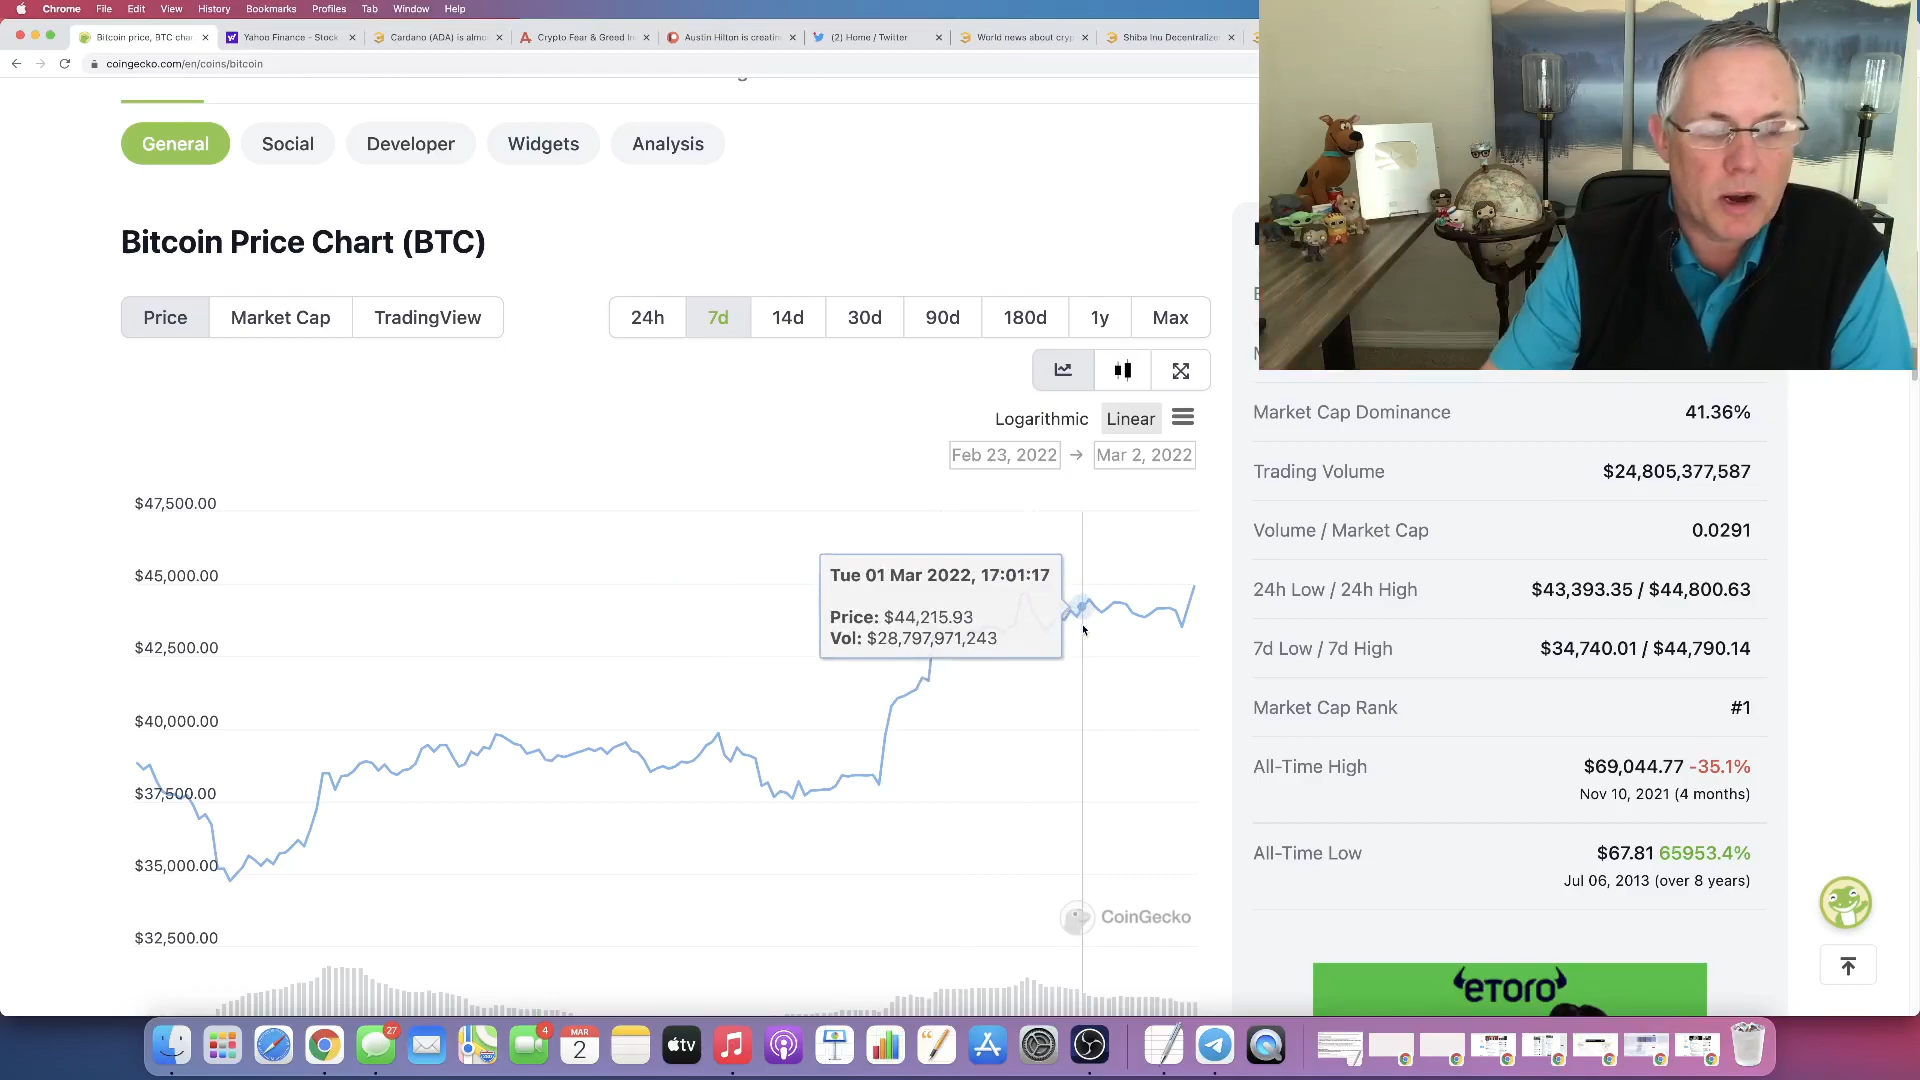 Chrome File Edit View History Bookmarks Profiles Tab Window Help
Bitcoin price, BTC char
Yahoo Finance - Stock
Cardano (ADA) is almo
Crypto Fear & Greed In
Austin Hilton is creatin
(2) Home / Twitter
World news about cryp
Shiba Inu Decentralize
coingecko.com/en/coins/bitcoin
General Social Developer Widgets Analysis
Bitcoin Price Chart (BTC)
Price Market Cap TradingView
24h 7d 14d 30d 90d 180d 1y Max
Logarithmic Linear
Feb 23, 2022 → Mar 2, 2022
$47,500.00
$45,000.00
$42,500.00
$40,000.00
$37,500.00
$35,000.00
$32,500.00
Tue 01 Mar 2022, 17:01:17
Price: $44,215.93
Vol: $28,797,971,243
CoinGecko
Market Cap Dominance 41.36%
Trading Volume $24,805,377,587
Volume / Market Cap 0.0291
24h Low / 24h High $43,393.35 / $44,800.63
7d Low / 7d High $34,740.01 / $44,790.14
Market Cap Rank #1
All-Time High $69,044.77 -35.1%
Nov 10, 2021 (4 months)
All-Time Low $67.81 65953.4%
Jul 06, 2013 (over 8 years)
eToro
27
4
MAR
2
tv